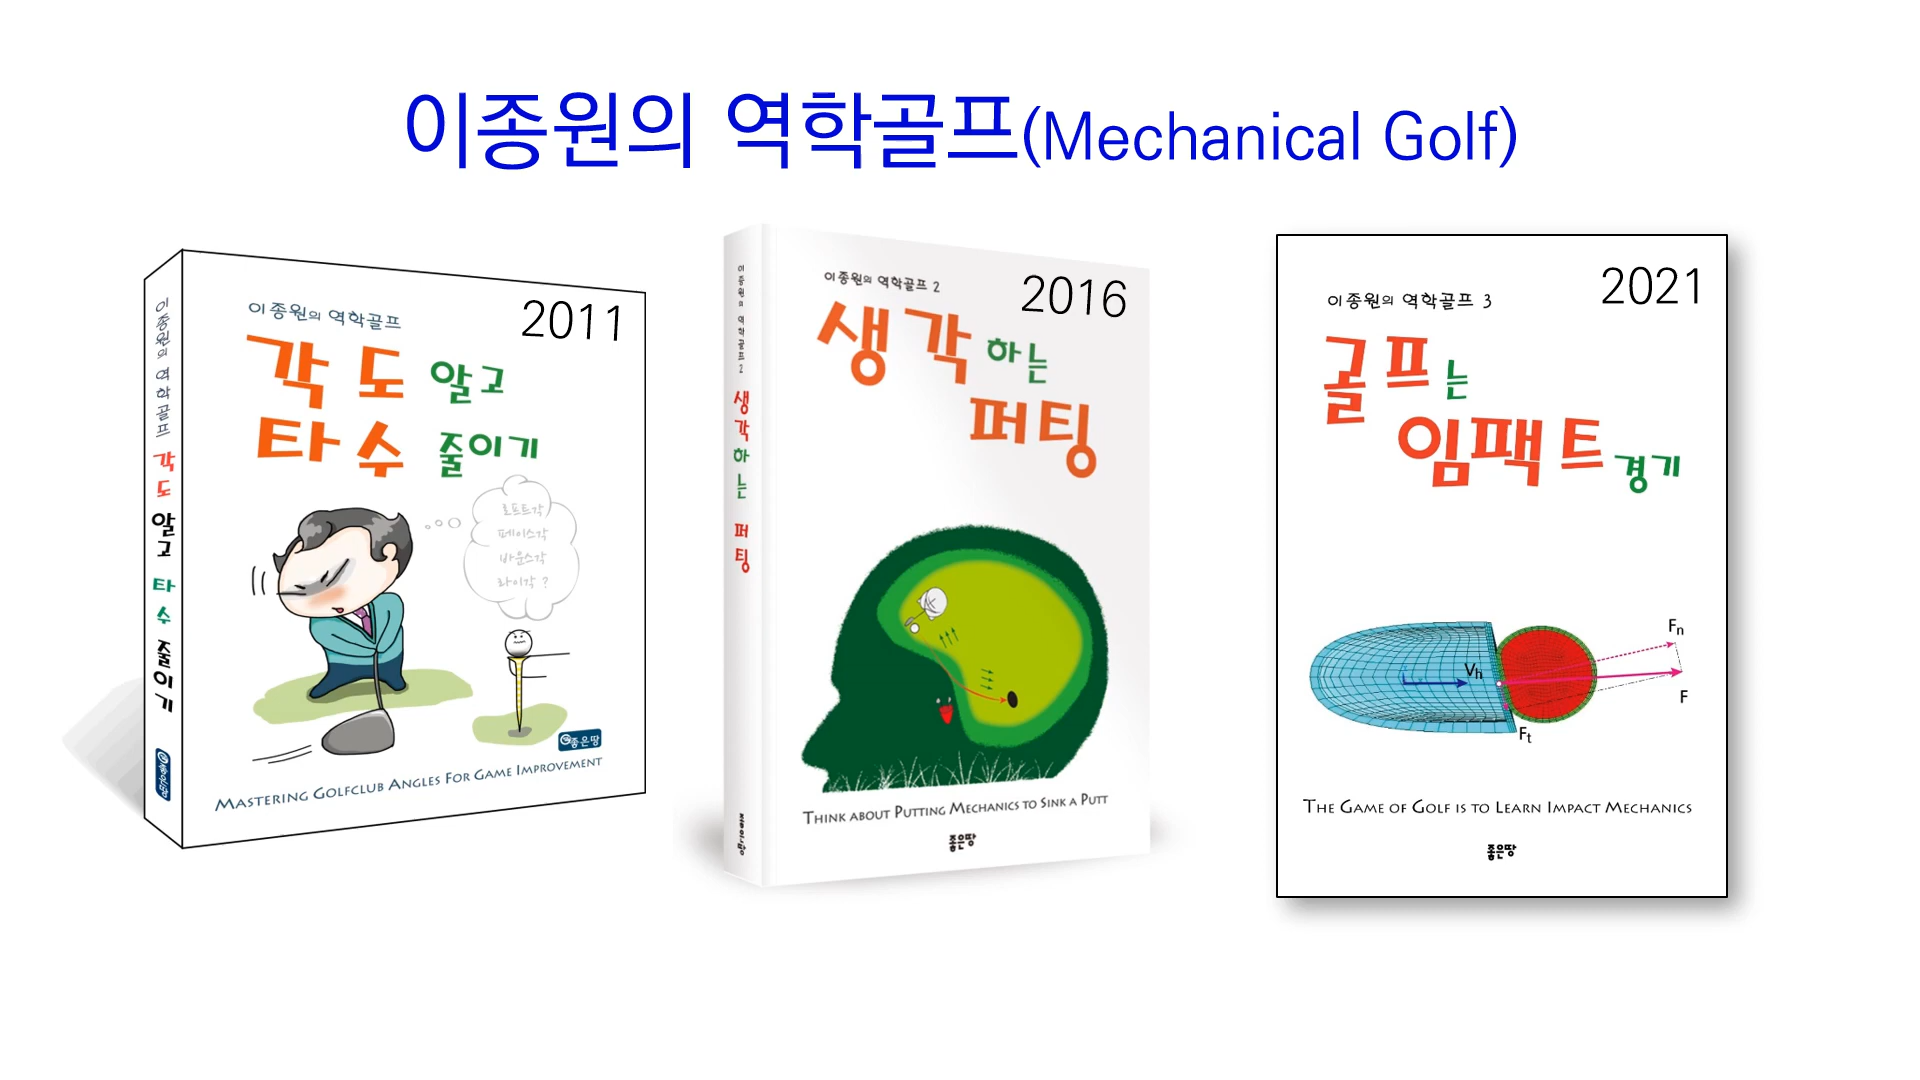 이종원의 역학골프(Mechanical Golf)
이종원의 역학골프 각도 알고 타수 줄이기
좋은땅
이종원의 역학골프
2011
각도 알고
타수 줄이기
로프트각
페이스각
바운스각
라이각 ?
좋은땅
MASTERING GOLFCLUB ANGLES FOR GAME IMPROVEMENT
이종원의 역학골프 2 생각하는 퍼팅
좋은땅
이종원의 역학골프 2
2016
생각하는
퍼팅
THINK ABOUT PUTTING MECHANICS TO SINK A PUTT
좋은땅
이종원의 역학골프 3
2021
골프는
임팩트경기
Fn
Vh
F
Ft
THE GAME OF GOLF IS TO LEARN IMPACT MECHANICS
좋은땅